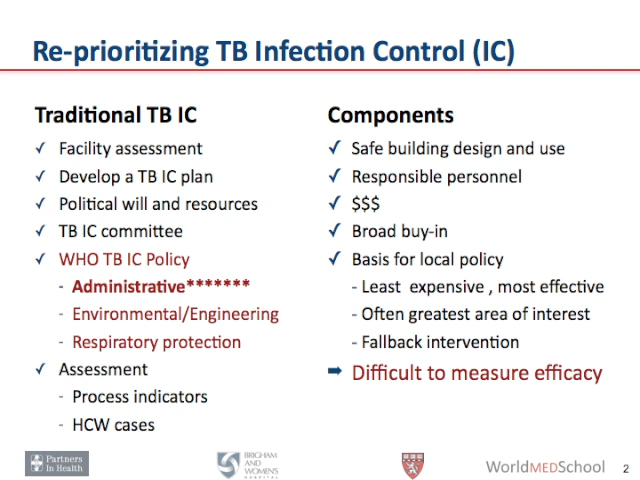 Re-prioritizing TB Infection Control (IC)
Traditional TB IC
✓ Facility assessment
✓ Develop a TB IC plan
✓ Political will and resources
✓ TB IC committee
✓ WHO TB IC Policy
- Administrative*******
- Environmental/Engineering
- Respiratory protection
✓ Assessment
- Process indicators
- HCW cases
Components
✓ Safe building design and use
✓ Responsible personnel
✓ $$$
✓ Broad buy-in
✓ Basis for local policy
- Least expensive , most effective
- Often greatest area of interest
- Fallback intervention
➡ Difficult to measure efficacy
Partners
In Health
BRIGHAM
AND
WOMEN'S
HOSPITAL
WorldMEDSchool
2